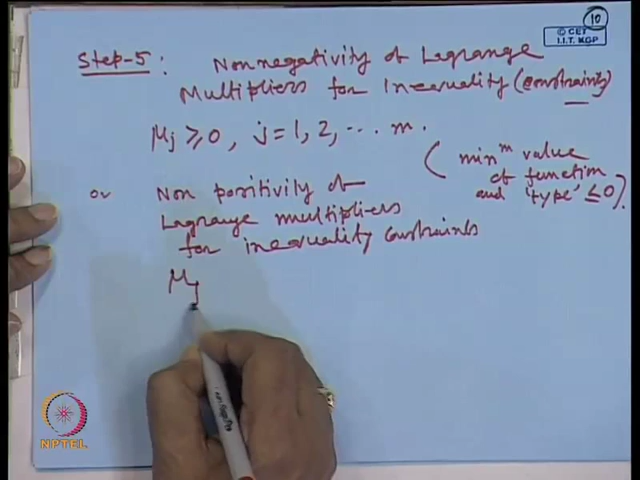 © CET
I.I.T. KGP
10
Step-5: Nonnegativity of Lagrange
Multipliers for Inequality (constraints)
μj ≥ 0, j = 1, 2, ... m.
(minᵐ value
of function
and 'type' ≤ 0).
or Non positivity of
Lagrange multipliers
for inequality constraints
μj
NPTEL